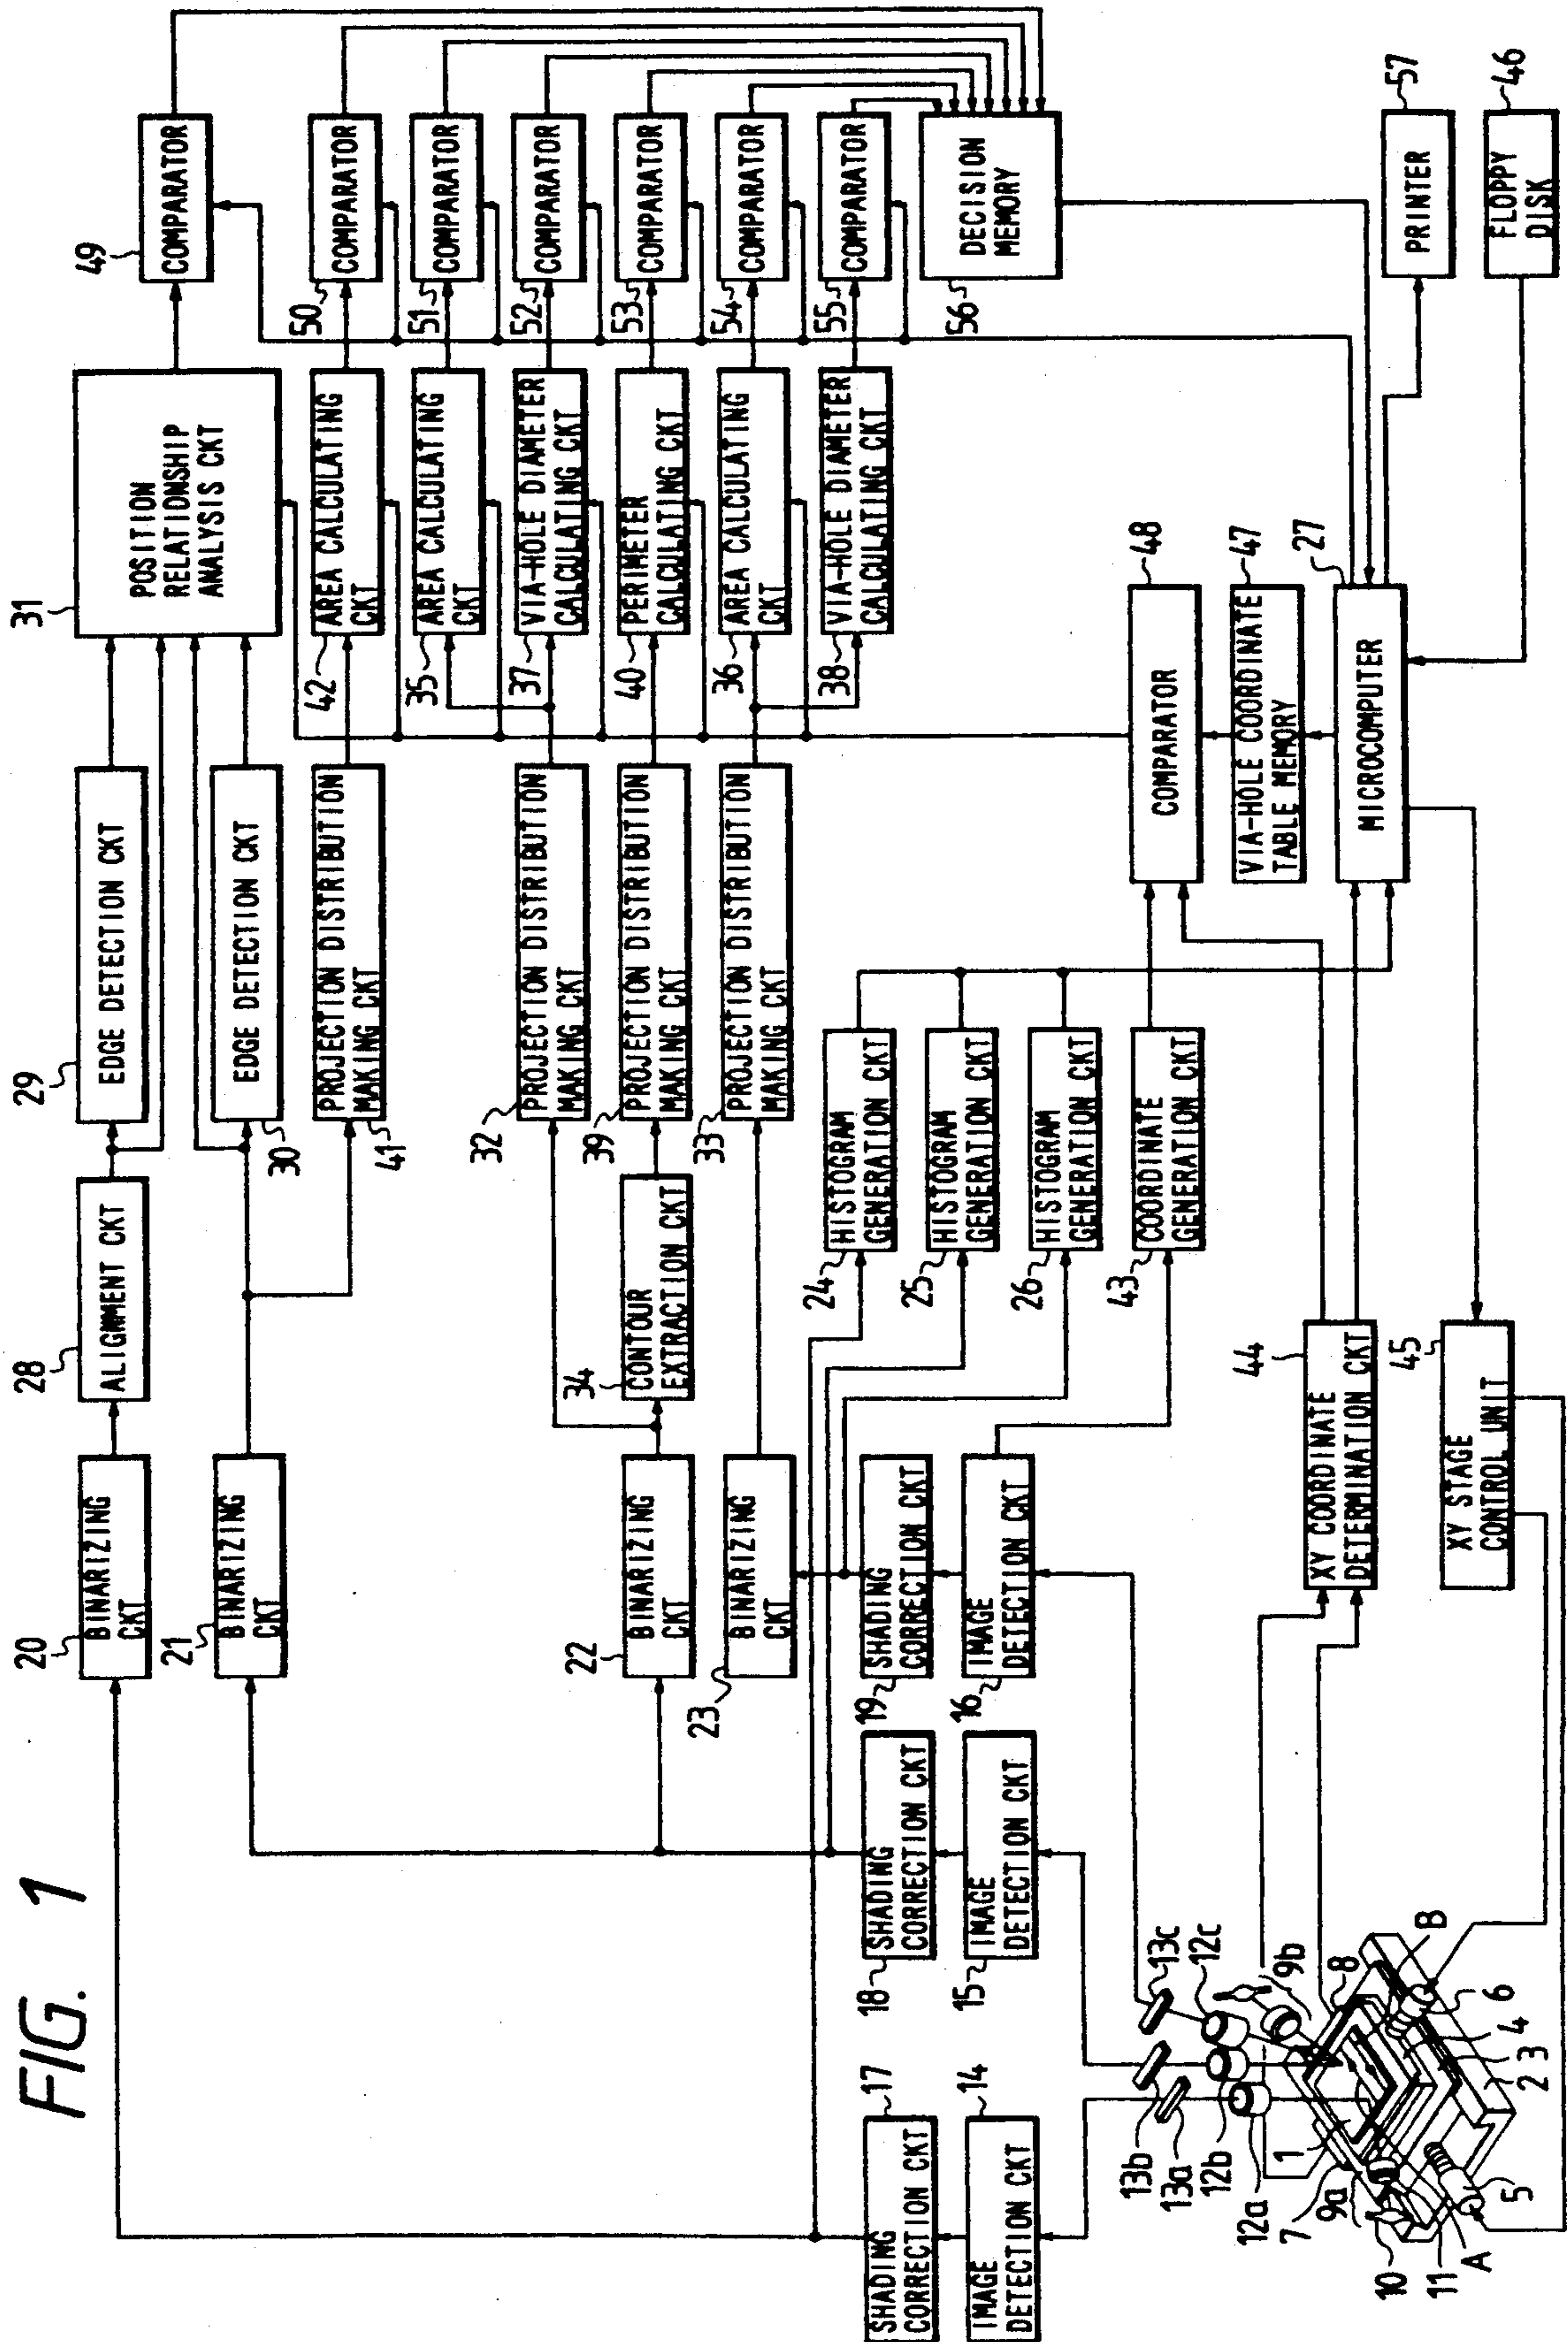 FIG. 1
20
BINARIZING
CKT
28
ALIGNMENT CKT
29
EDGE DETECTION CKT
31
POSITION
RELATIONSHIP
ANALYSIS CKT
49
COMPARATOR
21
BINARIZING
CKT
30
EDGE DETECTION CKT
41
PROJECTION DISTRIBUTION
MAKING CKT
42
AREA CALCULATING
CKT
50
COMPARATOR
35
AREA CALCULATING
CKT
51
COMPARATOR
32
PROJECTION DISTRIBUTION
MAKING CKT
37
VIA-HOLE DIAMETER
CALCULATING CKT
52
COMPARATOR
22
BINARIZING
CKT
34
CONTOUR
EXTRACTION CKT
39
PROJECTION DISTRIBUTION
MAKING CKT
40
PERIMETER
CALCULATING CKT
53
COMPARATOR
23
BINARIZING
CKT
33
PROJECTION DISTRIBUTION
MAKING CKT
36
AREA CALCULATING
CKT
54
COMPARATOR
38
VIA-HOLE DIAMETER
CALCULATING CKT
55
COMPARATOR
17
SHADING
CORRECTION CKT
18
SHADING
CORRECTION CKT
19
SHADING
CORRECTION CKT
24
HISTOGRAM
GENERATION CKT
56
DECISION
MEMORY
14
IMAGE
DETECTION CKT
15
IMAGE
DETECTION CKT
16
IMAGE
DETECTION CKT
25
HISTOGRAM
GENERATION CKT
26
HISTOGRAM
GENERATION CKT
43
COORDINATE
GENERATION CKT
48
COMPARATOR
47
VIA-HOLE COORDINATE
TABLE MEMORY
44
XY COORDINATE
DETERMINATION CKT
27
MICROCOMPUTER
57
PRINTER
45
XY STAGE
CONTROL UNIT
46
FLOPPY
DISK
13b
13a
13c
12b
12a
12c
9b
7
1
8
9a
B
10
11
A
5
2
3
4
6